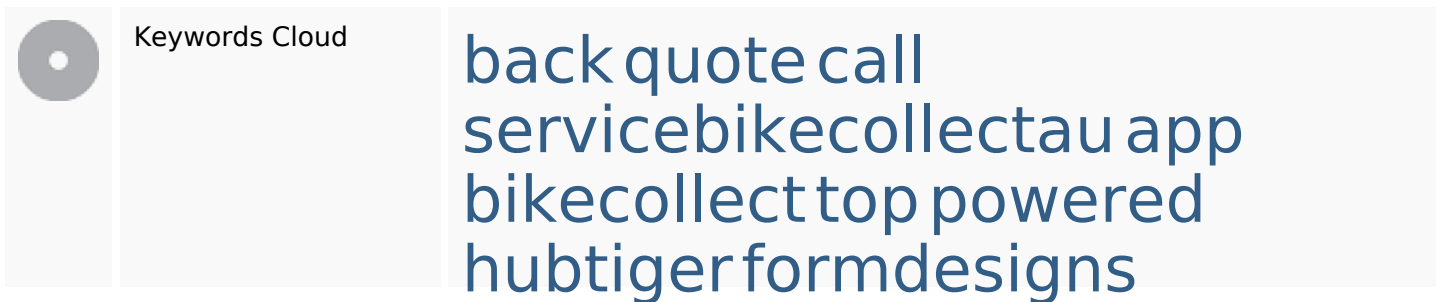 Keywords Cloud
back quote call
servicebikecollectau app
bikecollect top powered
hubtiger formdesigns